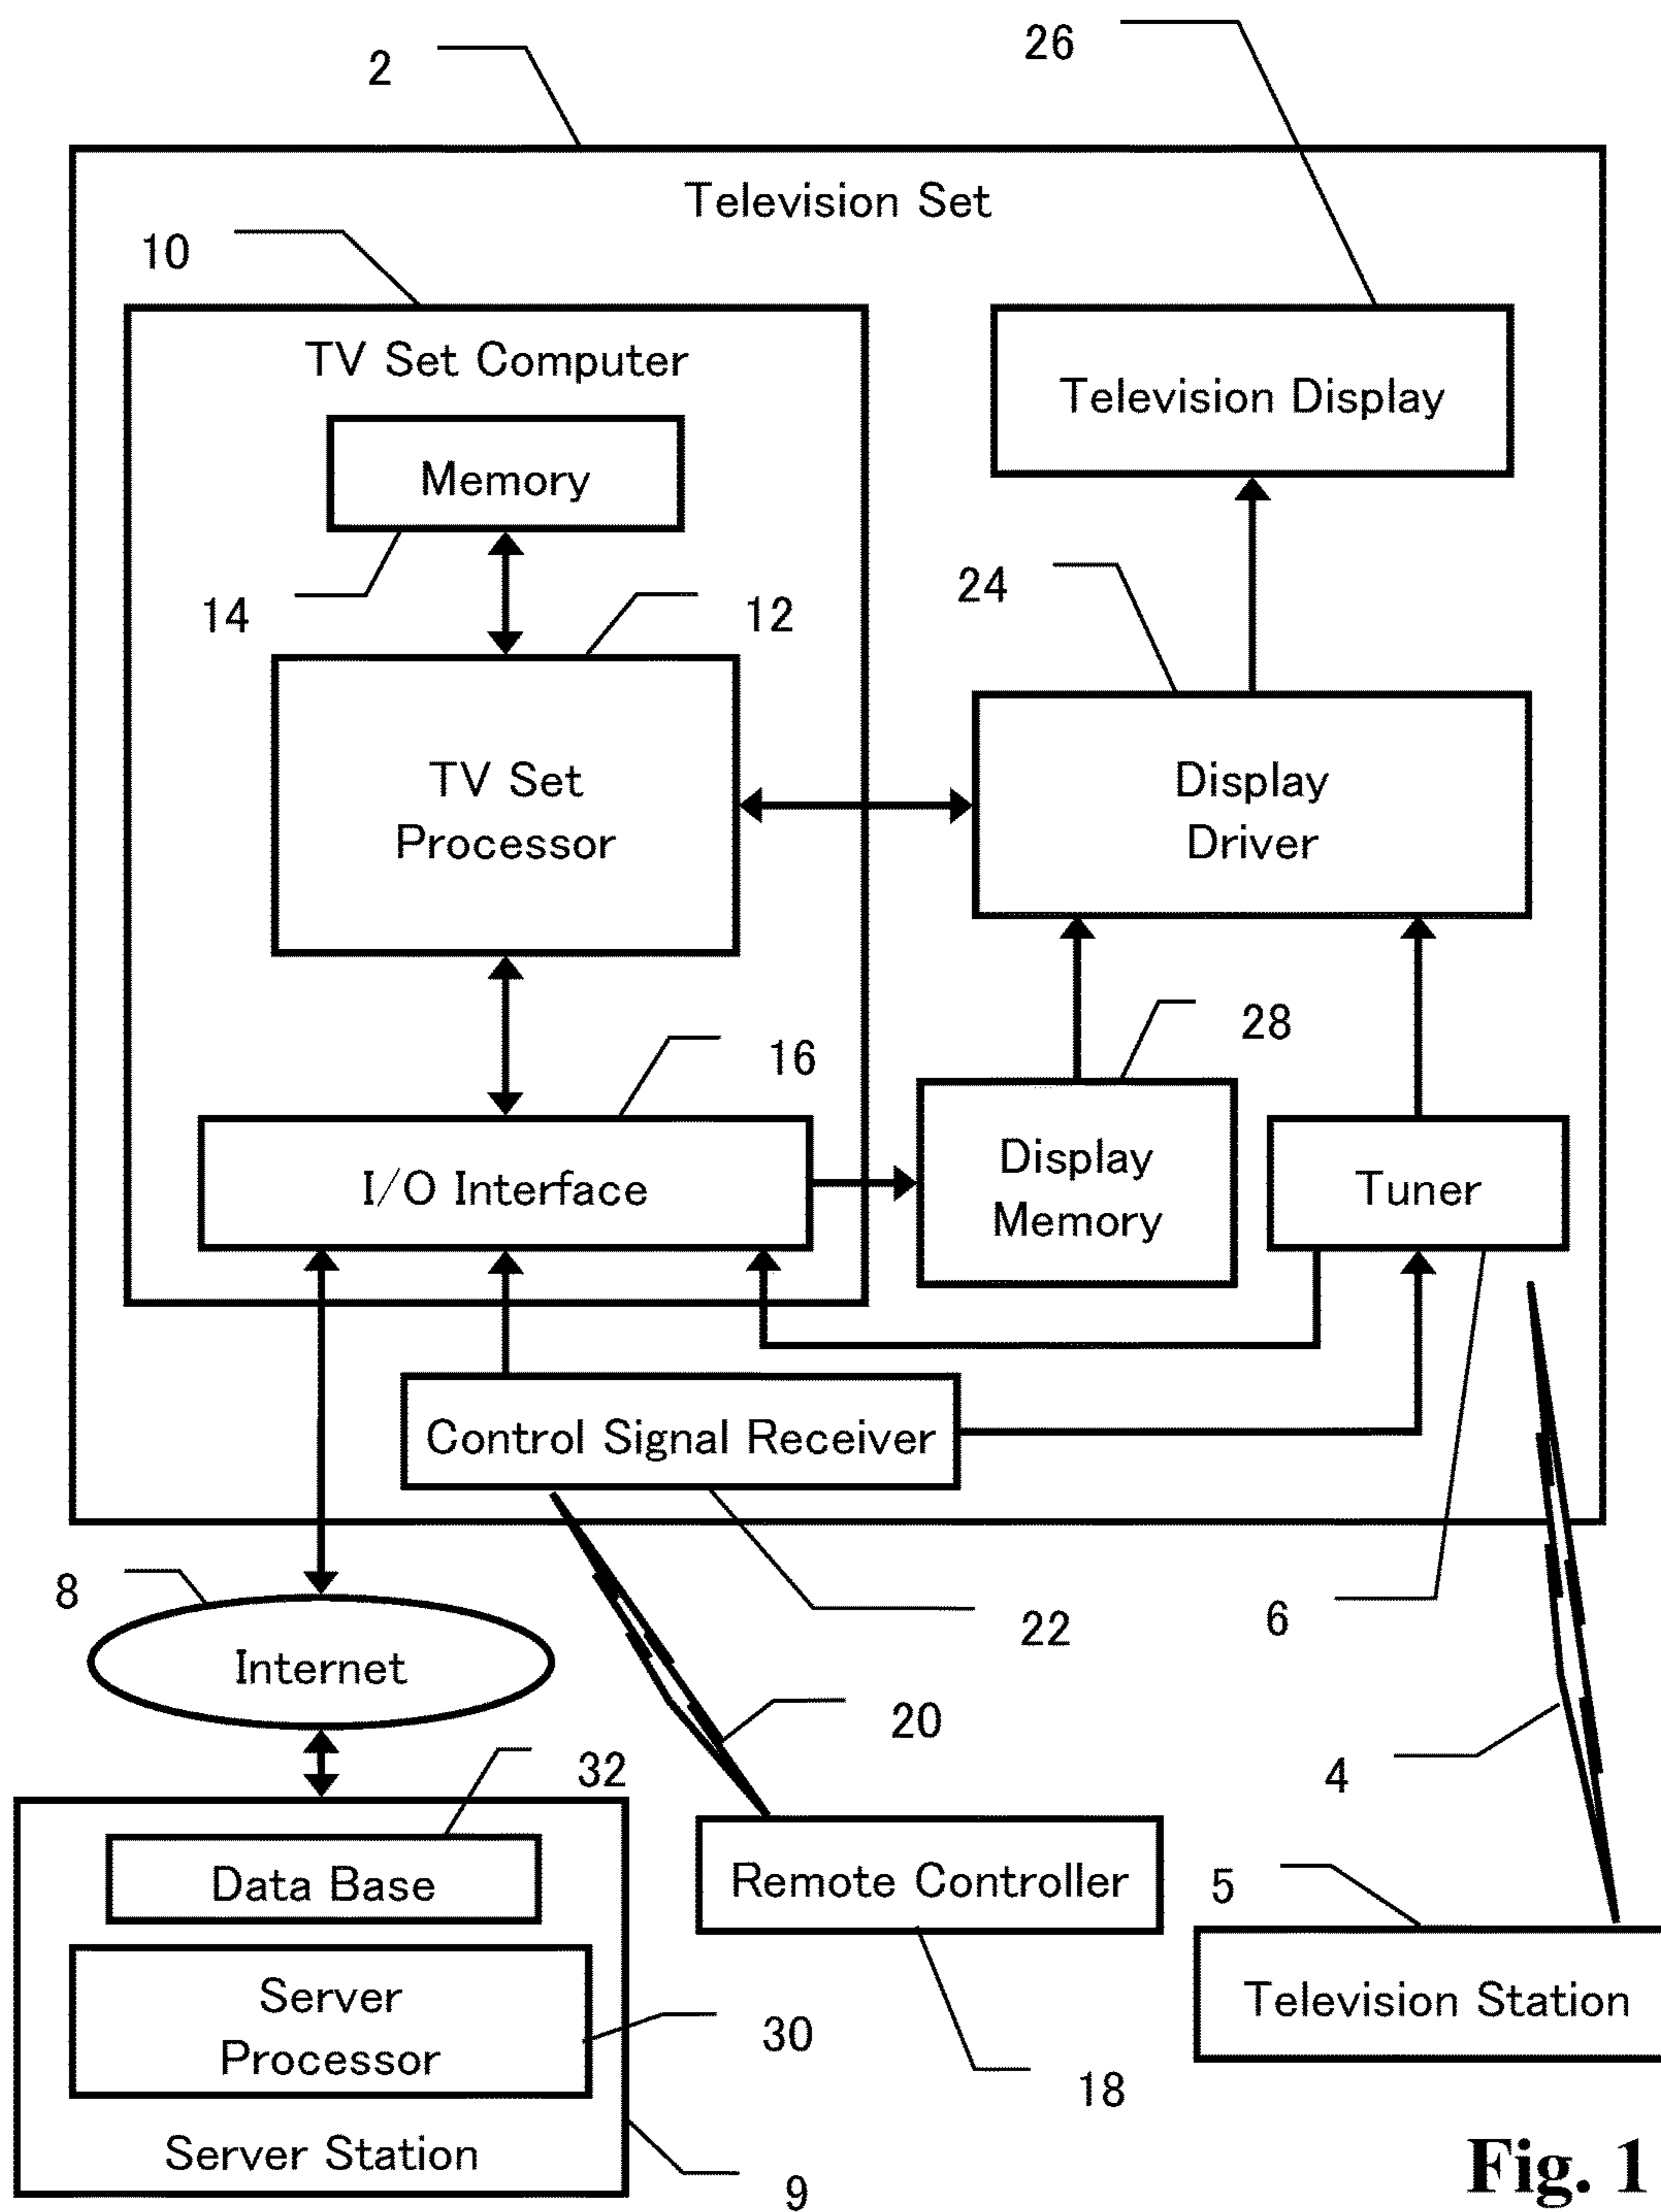 2
26
Television Set
10
TV Set Computer
Television Display
Memory
14
12
24
TV Set
Processor
Display
Driver
16
28
I/O Interface
Display
Memory
Tuner
Control Signal Receiver
8
22
6
Internet
20
32
4
Data Base
Remote Controller
5
Server
Processor
30
Television Station
18
Server Station
9
Fig. 1